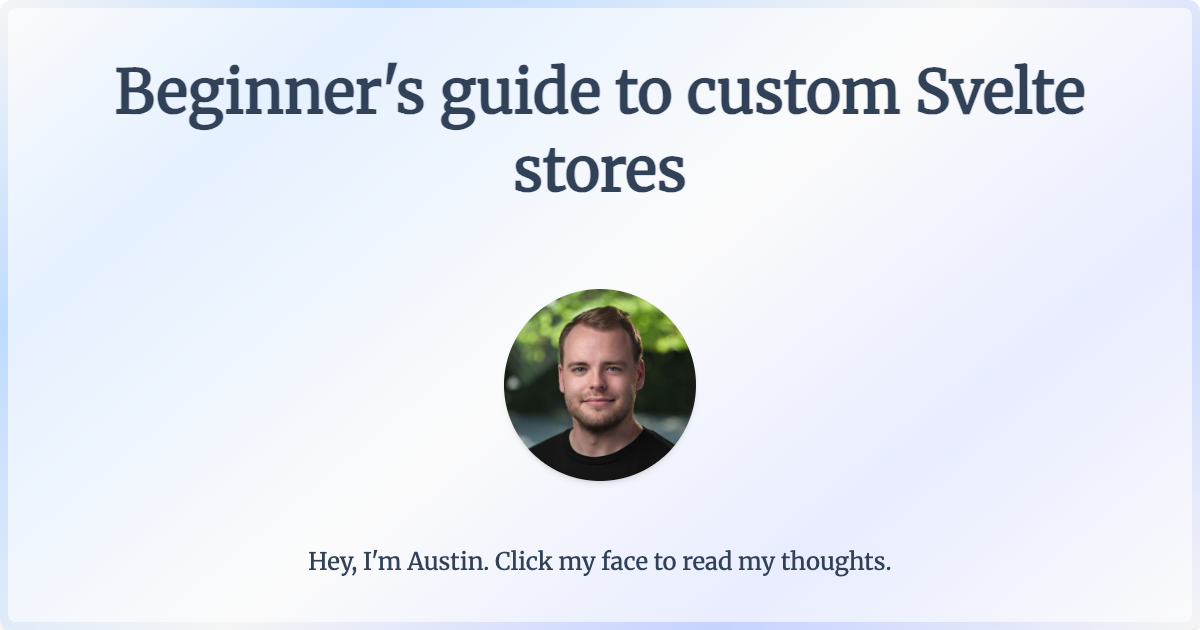 Beginner's guide to custom Svelte
stores
Hey, I'm Austin. Click my face to read my thoughts.